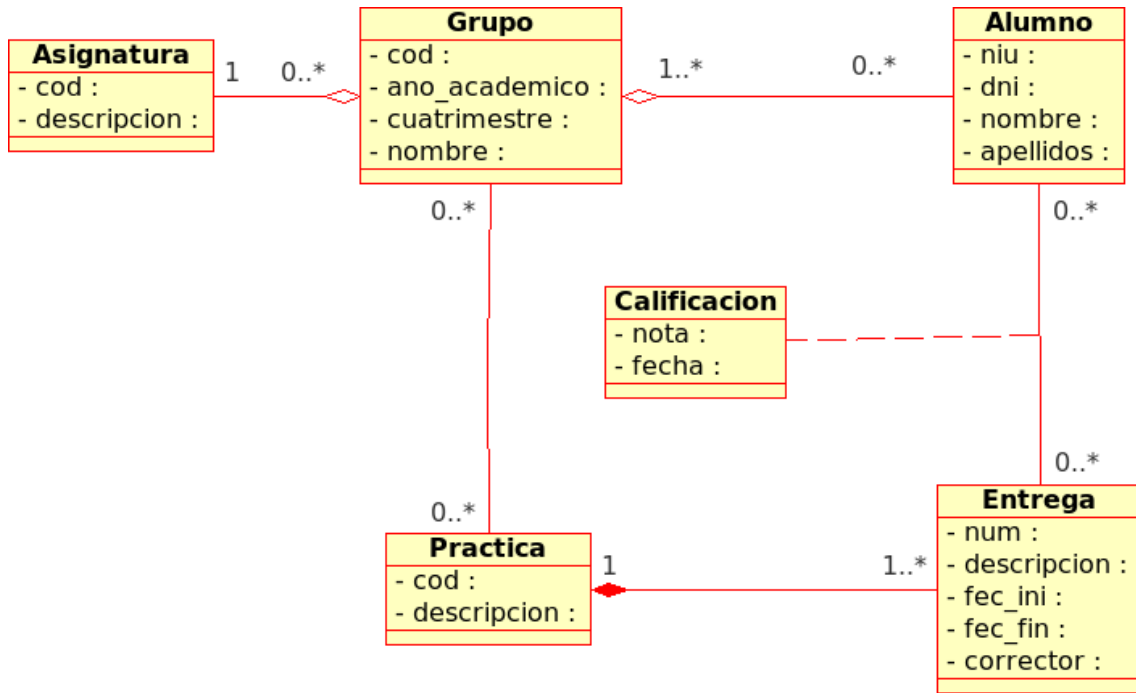 Asignatura
- cod :
- descripcion :
1
0..*
Grupo
- cod :
- ano_academico :
- cuatrimestre :
- nombre :
1..*
0..*
Alumno
- niu :
- dni :
- nombre :
- apellidos :
0..*
0..*
Calificacion
- nota :
- fecha :
0..*
0..*
Practica
- cod :
- descripcion :
1
1..*
Entrega
- num :
- descripcion :
- fec_ini :
- fec_fin :
- corrector :